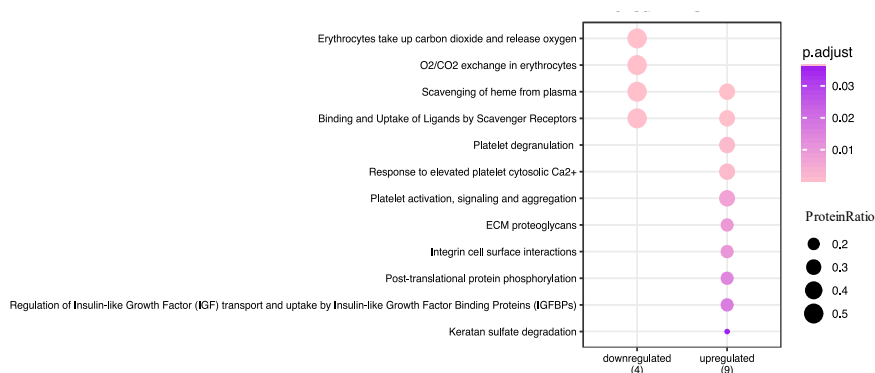 Erythrocytes take up carbon dioxide and release oxygen
O2/CO2 exchange in erythrocytes
Scavenging of heme from plasma
Binding and Uptake of Ligands by Scavenger Receptors
Platelet degranulation
Response to elevated platelet cytosolic Ca2+
Platelet activation, signaling and aggregation
ECM proteoglycans
Integrin cell surface interactions
Post-translational protein phosphorylation
Regulation of Insulin-like Growth Factor (IGF) transport and uptake by Insulin-like Growth Factor Binding Proteins (IGFBPs)
Keratan sulfate degradation
downregulated upregulated
(4) (9)
p.adjust
0.03
0.02
0.01
ProteinRatio
0.2
0.3
0.4
0.5